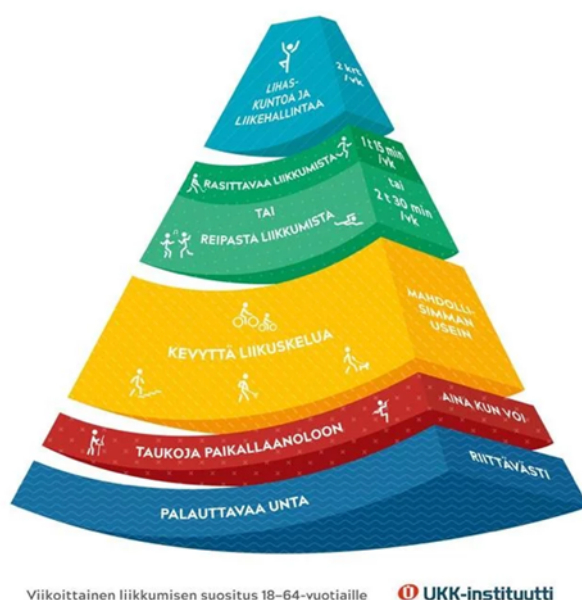 LIHAS-
KUNTOA JA
LIIKEHALLINTAA
2 krt
/vk
RASITTAVAA LIIKKUMISTA
1 t 15 min
/vk
TAI
REIPASTA LIIKKUMISTA
tai
2 t 30 min
/vk
KEVYTTÄ LIIKUSKELUA
MAHDOLLI-
SIMMAN
USEIN
TAUKOJA PAIKALLAANOLOON
AINA KUN VOI
PALAUTTAVAA UNTA
RIITTÄVÄSTI
Viikoittainen liikkumisen suositus 18–64-vuotiaille
UKK-instituutti